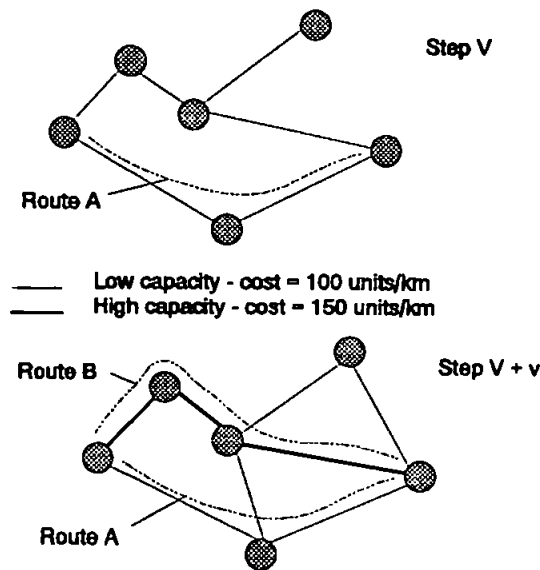 Step V
Route A
Low capacity - cost = 100 units/km
High capacity - cost = 150 units/km
Route B
Step V + v
Route A